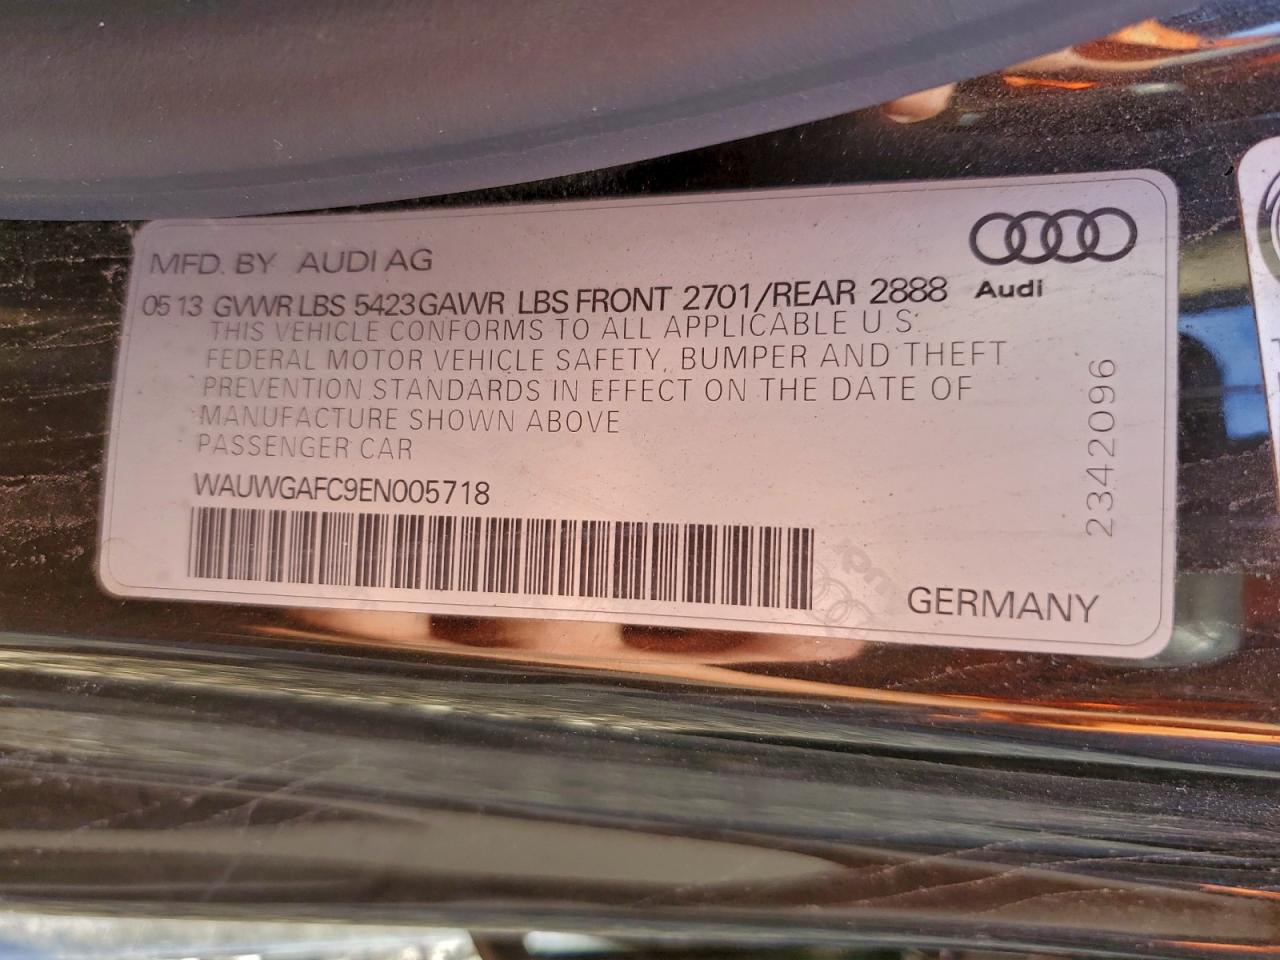 MFD. BY AUDI AG
05 13 GVWR LBS 5423 GAWR LBS FRONT 2701/REAR 2888
Audi
THIS VEHICLE CONFORMS TO ALL APPLICABLE U.S.
FEDERAL MOTOR VEHICLE SAFETY, BUMPER AND THEFT
PREVENTION STANDARDS IN EFFECT ON THE DATE OF
MANUFACTURE SHOWN ABOVE
PASSENGER CAR
WAUWGAFC9EN005718
2342096
GERMANY